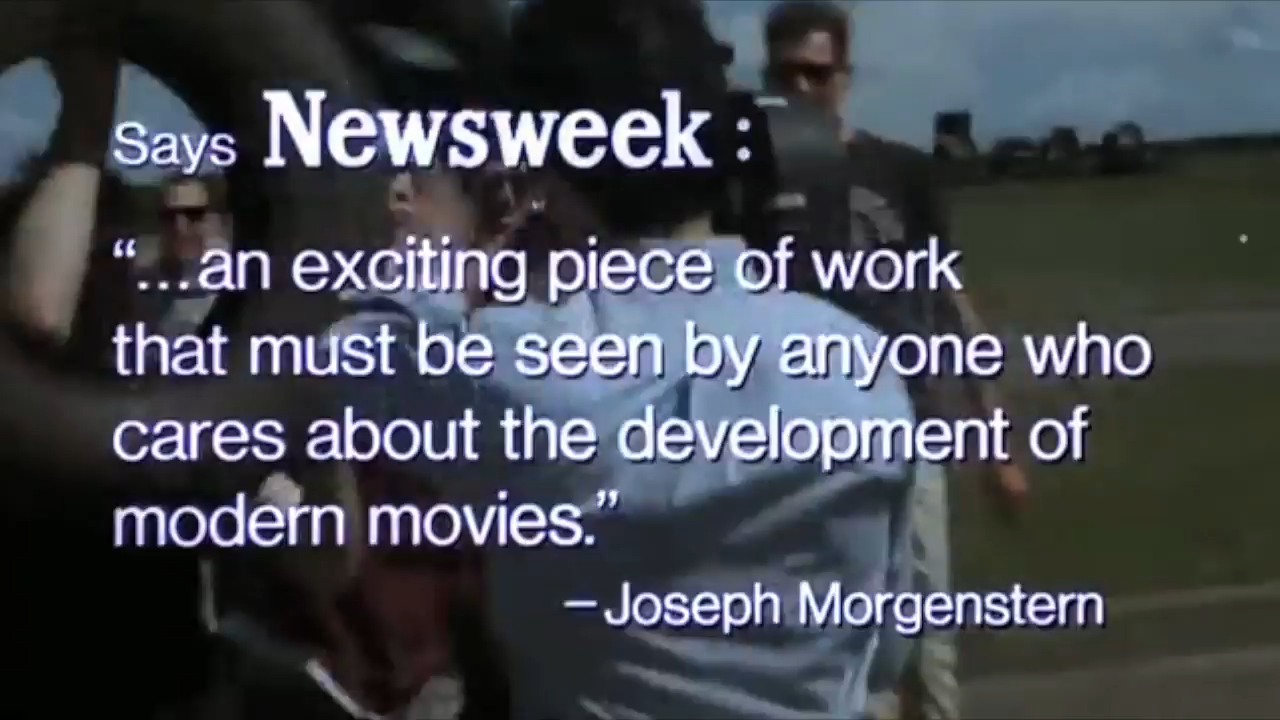 Says Newsweek :
“...an exciting piece of work
that must be seen by anyone who
cares about the development of
modern movies.”
–Joseph Morgenstern